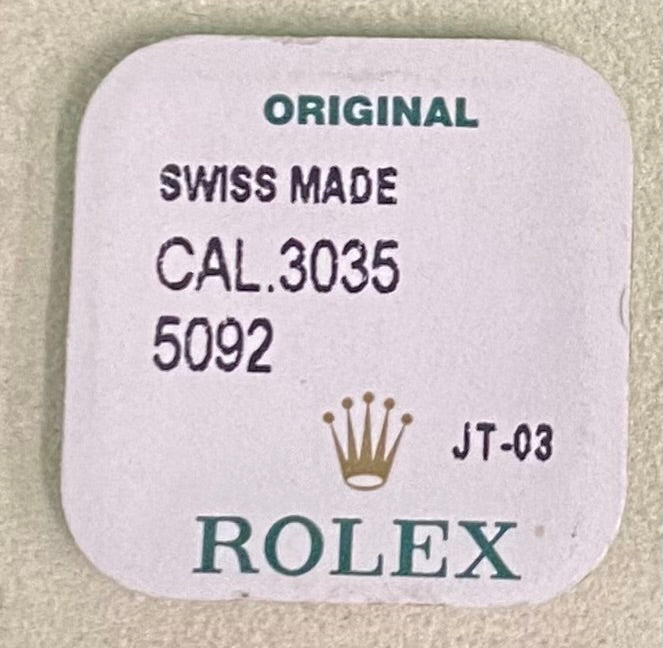 ORIGINAL
SWISS MADE
CAL.3035
5092
JT-03
ROLEX